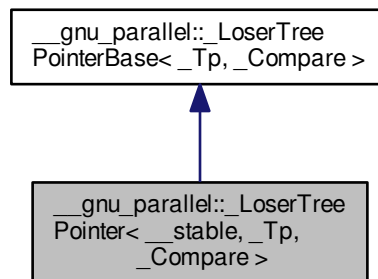 __gnu_parallel::_LoserTree
PointerBase< _Tp, _Compare >
__gnu_parallel::_LoserTree
Pointer< __stable, _Tp,
_Compare >